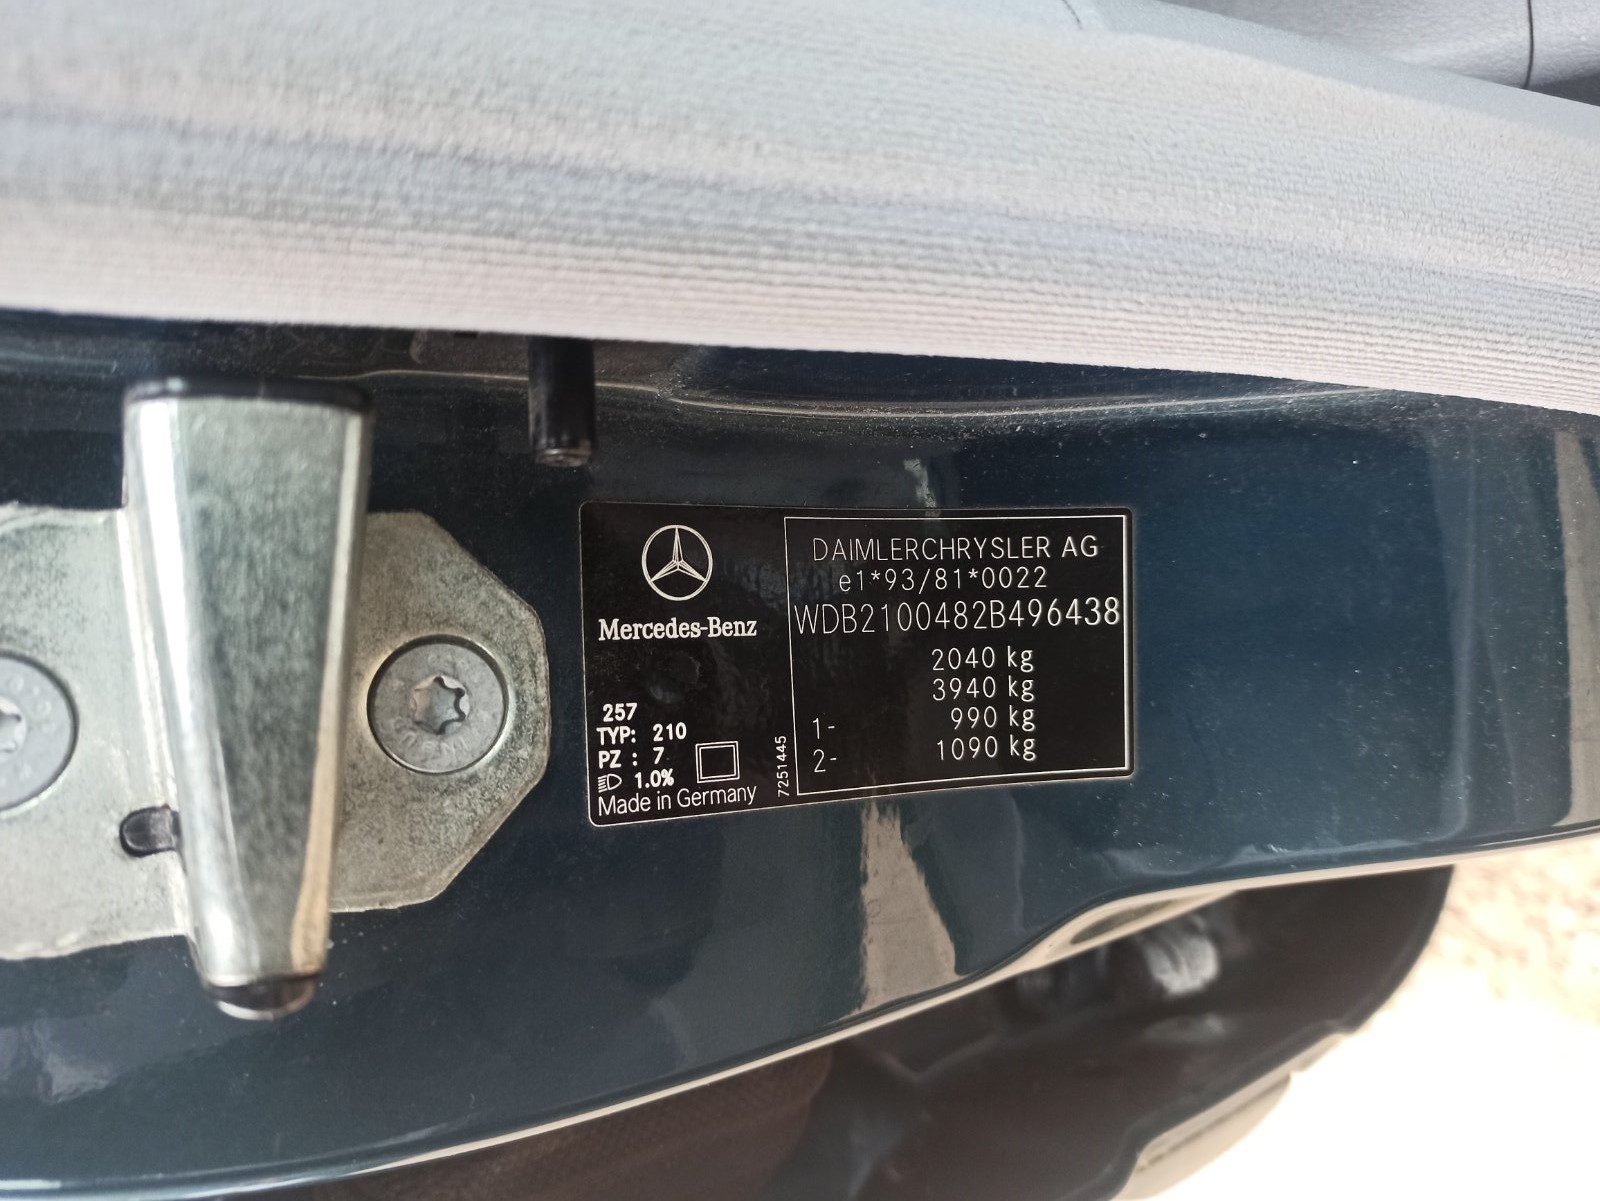 Mercedes-Benz
257
TYP: 210
PZ : 7
1.0%
Made in Germany
7251445
DAIMLERCHRYSLER AG
e1*93/81*0022
WDB2100482B496438
2040 kg
3940 kg
1- 990 kg
2- 1090 kg